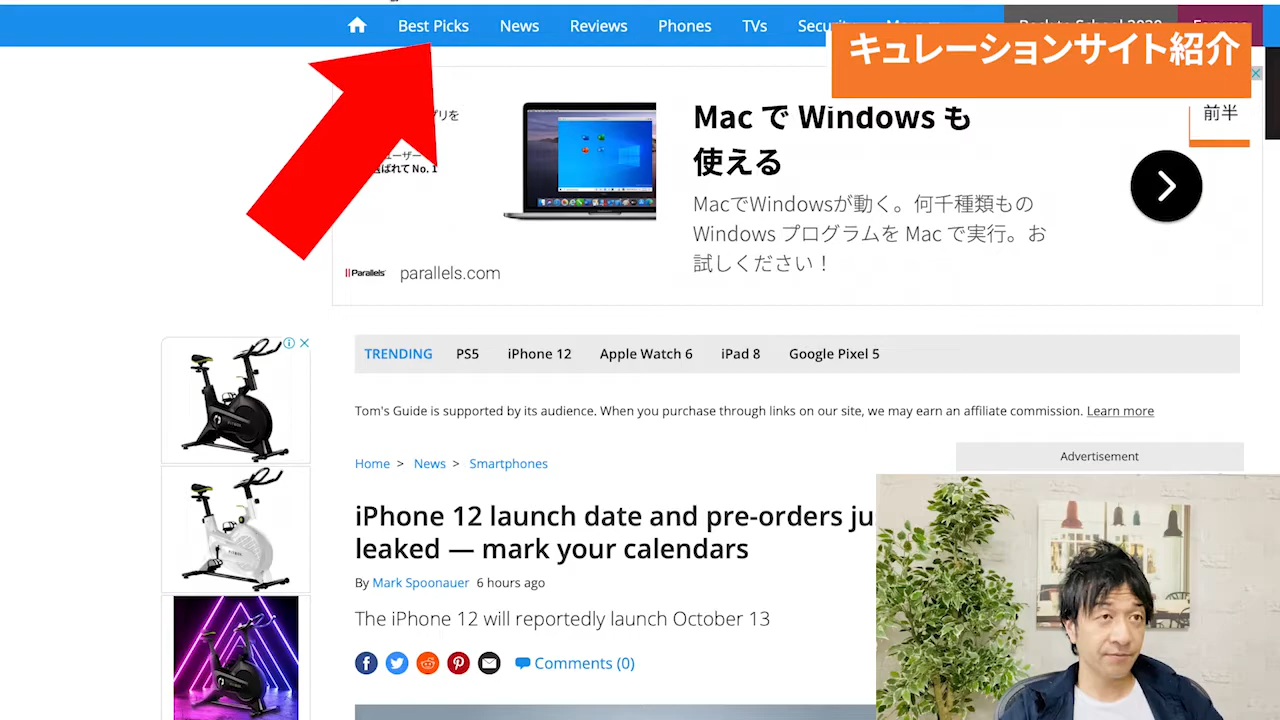 Best Picks News Reviews Phones TVs
キュレーションサイト紹介
前半
Mac で Windows も
使える
MacでWindowsが動く。何千種類もの
Windows プログラムを Mac で実行。お
試しください！
No. 1
Parallels parallels.com
TRENDING PS5 iPhone 12 Apple Watch 6 iPad 8 Google Pixel 5
Tom's Guide is supported by its audience. When you purchase through links on our site, we may earn an affiliate commission. Learn more
Home > News > Smartphones
Advertisement
iPhone 12 launch date and pre-orders ju
leaked — mark your calendars
By Mark Spoonauer 6 hours ago
The iPhone 12 will reportedly launch October 13
Comments (0)